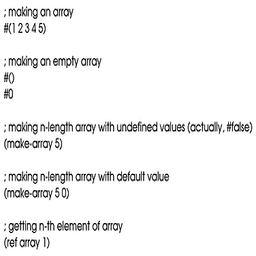 ; making an array
#(1 2 3 4 5)
; making an empty array
#()
#0
; making n-length array with undefined values (actually, #false)
(make-array 5)
; making n-length array with default value
(make-array 5 0)
; getting n-th element of array
(ref array 1)